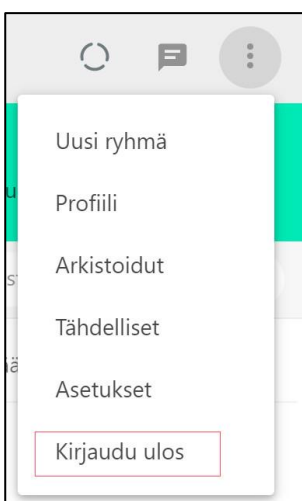 Uusi ryhmä
Profiili
Arkistoidut
Tähdelliset
Asetukset
Kirjaudu ulos